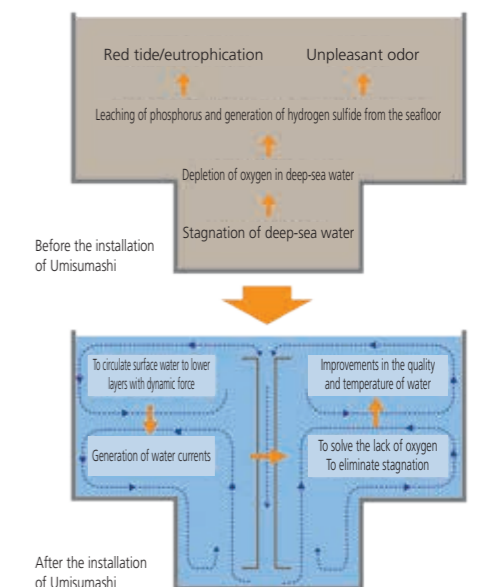 Red tide/eutrophication
Unpleasant odor
Leaching of phosphorus and generation of hydrogen sulfide from the seafloor
Depletion of oxygen in deep-sea water
Stagnation of deep-sea water
Before the installation
of Umisumashi
To circulate surface water to lower
layers with dynamic force
Improvements in the quality
and temperature of water
Generation of water currents
To solve the lack of oxygen
To eliminate stagnation
After the installation
of Umisumashi